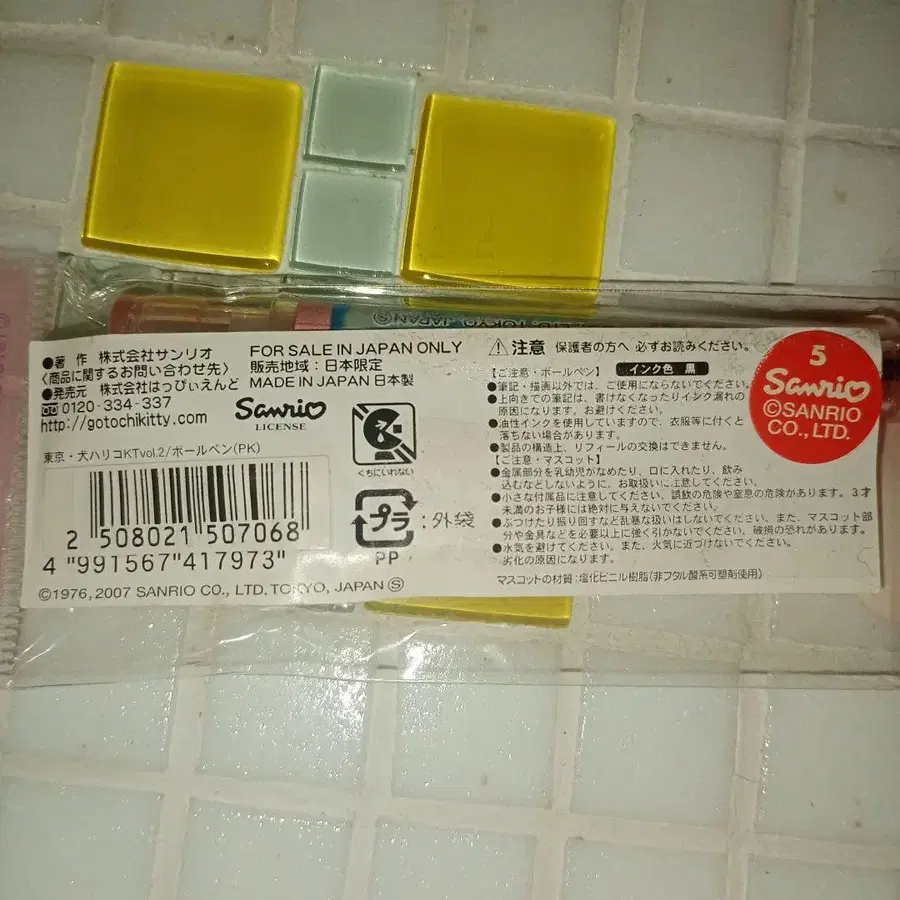 ●著 作 株式会社サンリオ
〈商品に関するお問い合わせ先〉
●発売元 株式会社はっぴぃえんど
0120-334-337
http://gotochikitty.com
FOR SALE IN JAPAN ONLY
販売地域：日本限定
MADE IN JAPAN 日本製
Sanrio
LICENSE
くちにいれない
東京・犬ハリコKTvol.2/ボールペン(PK)
2 508021 507068
4 991567 417973
プラ
：外袋
PP
©1976, 2007 SANRIO CO., LTD. TOKYO, JAPAN Ⓢ
⚠注意 保護者の方へ 必ずお読みください。
【ご注意・ボールペン】 インク色 黒
●筆記・描画以外では、ご使用にならないでください。
●上向きでの筆記は、書けなくなったりインク漏れの
原因になります。お避けください。
●油性インクを使用していますので、衣服等に付くと
落ちない場合があります。
●製品の構造上、リフィールの交換はできません。
【ご注意・マスコット】
●金属部分を乳幼児がなめたり、口に入れたり、飲み
込むなどしないように、お取扱いに注意してください。
●小さな付属品に注意してください、誤飲の危険や窒息の危険があります。3才
未満のお子様には絶対に与えないでください。
●ぶつけたり振り回すなど乱暴な扱いはしないでください、また、マスコット部
分や金具などを必要以上に強く引かないでください、破損の恐れがあります。
●水気を避けてください。また、火気に近づけないでください。
劣化の原因になります。
マスコットの材質：塩化ビニル樹脂(非フタル酸系可塑剤使用)
5
Sanrio
©SANRIO
CO., LTD.
TOKYO, JAPAN Ⓢ